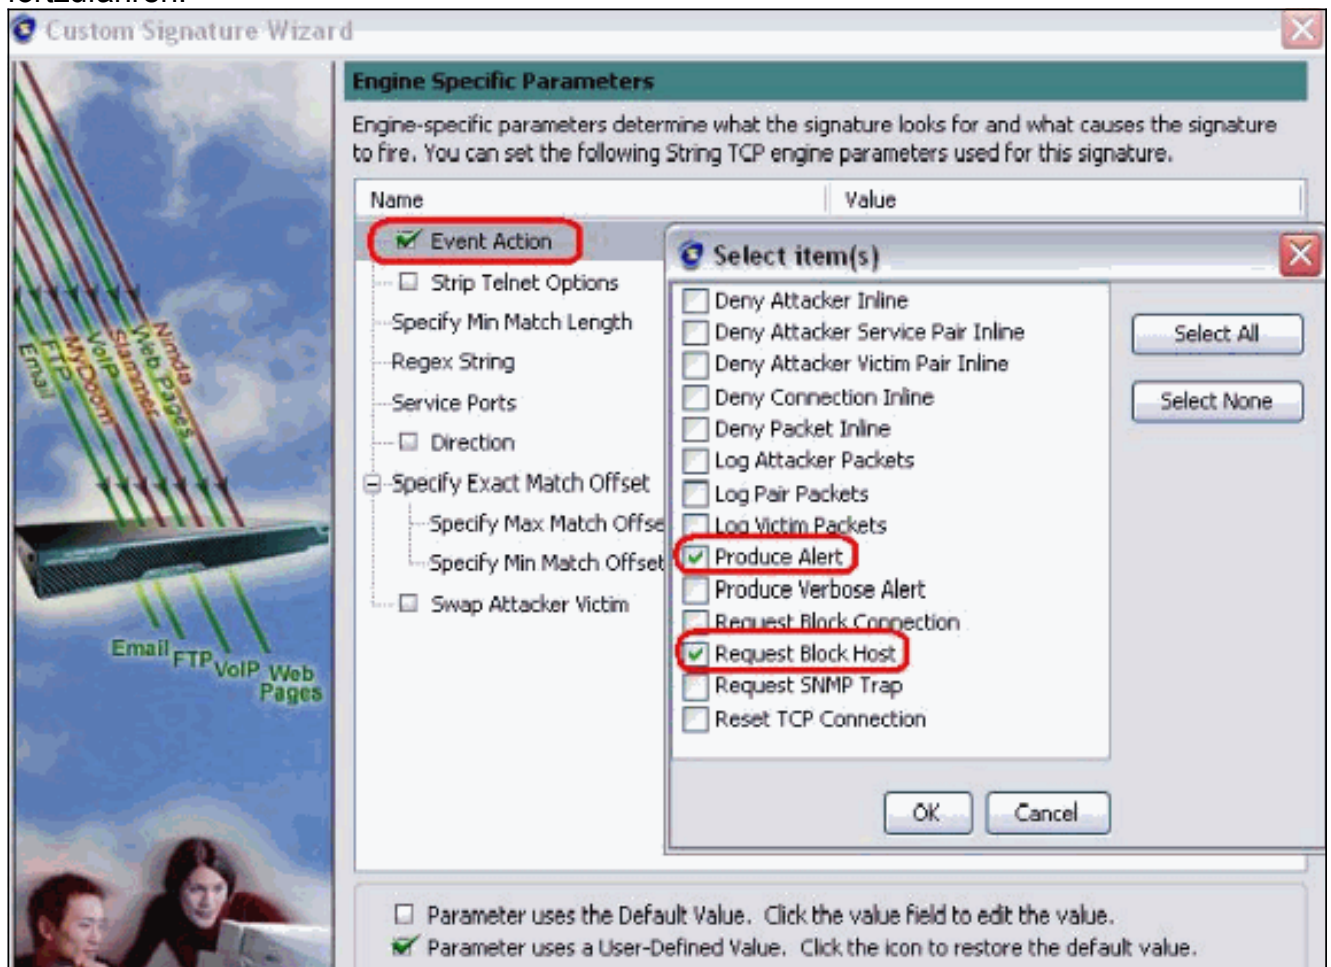 fortzufahren.
Custom Signature Wizard
Engine Specific Parameters
Engine-specific parameters determine what the signature looks for and what causes the signature
to fire. You can set the following String TCP engine parameters used for this signature.
Name Value
Event Action
Strip Telnet Options
Specify Min Match Length
Regex String
Service Ports
Direction
Specify Exact Match Offset
Specify Max Match Offse
Specify Min Match Offset
Swap Attacker Victim
Select item(s)
Deny Attacker Inline
Deny Attacker Service Pair Inline
Deny Attacker Victim Pair Inline
Deny Connection Inline
Deny Packet Inline
Log Attacker Packets
Log Pair Packets
Log Victim Packets
Produce Alert
Produce Verbose Alert
Request Block Connection
Request Block Host
Request SNMP Trap
Reset TCP Connection
Select All
Select None
OK Cancel
Email
FTP
MyDoom
VoIP
Slammer
Web Pages
Nimda
Email
FTP
VoIP
Web
Pages
Parameter uses the Default Value. Click the value field to edit the value.
Parameter uses a User-Defined Value. Click the icon to restore the default value.